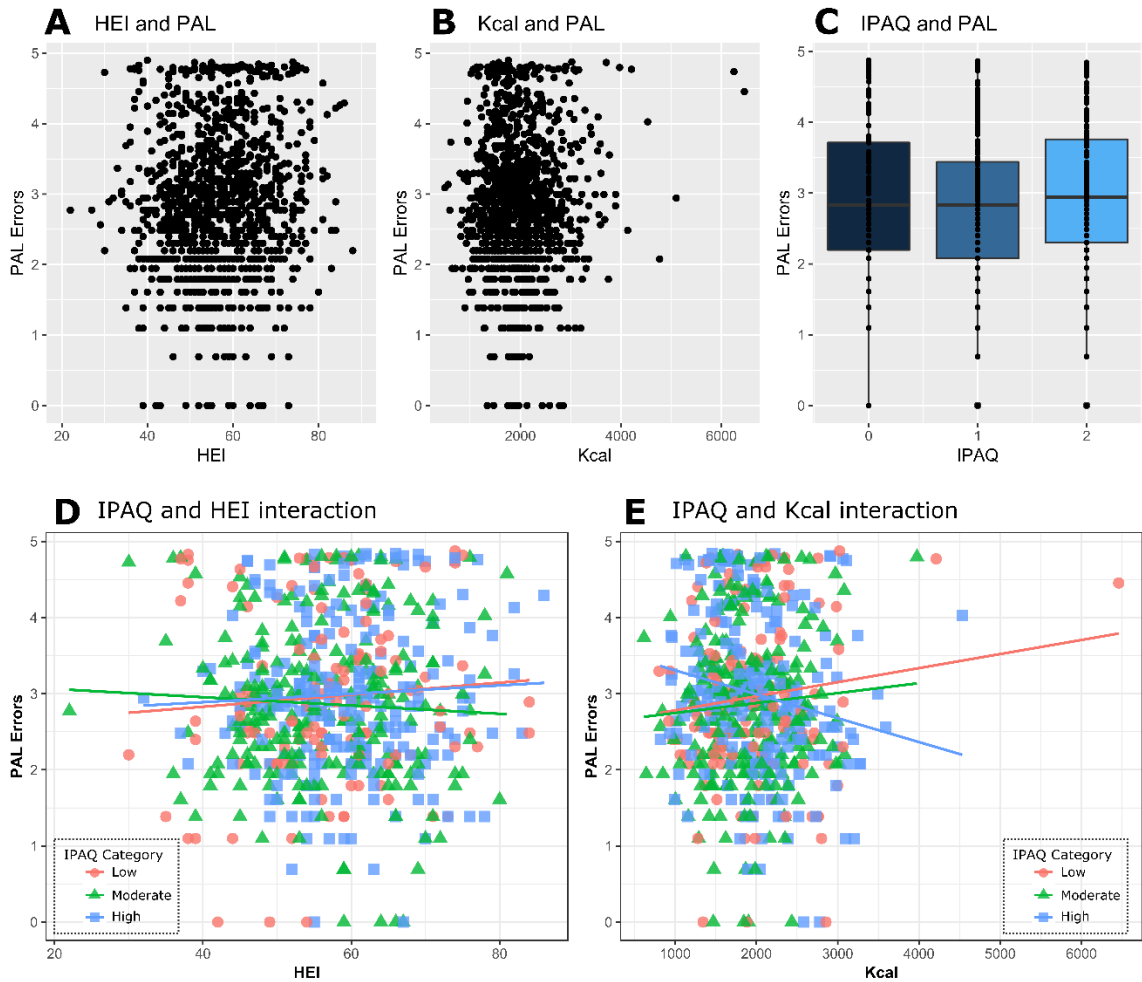 A HEI and PAL
PAL Errors
5
4
3
2
1
0
20 40 60 80
HEI
B Kcal and PAL
PAL Errors
5
4
3
2
1
0
2000 4000 6000
Kcal
C IPAQ and PAL
PAL Errors
5
4
3
2
1
0
0 1 2
IPAQ
D IPAQ and HEI interaction
PAL Errors
5
4
3
2
1
0
IPAQ Category
Low
Moderate
High
20 40 60 80
HEI
E IPAQ and Kcal interaction
PAL Errors
5
4
3
2
1
0
IPAQ Category
Low
Moderate
High
1000 2000 3000 4000 5000 6000
Kcal